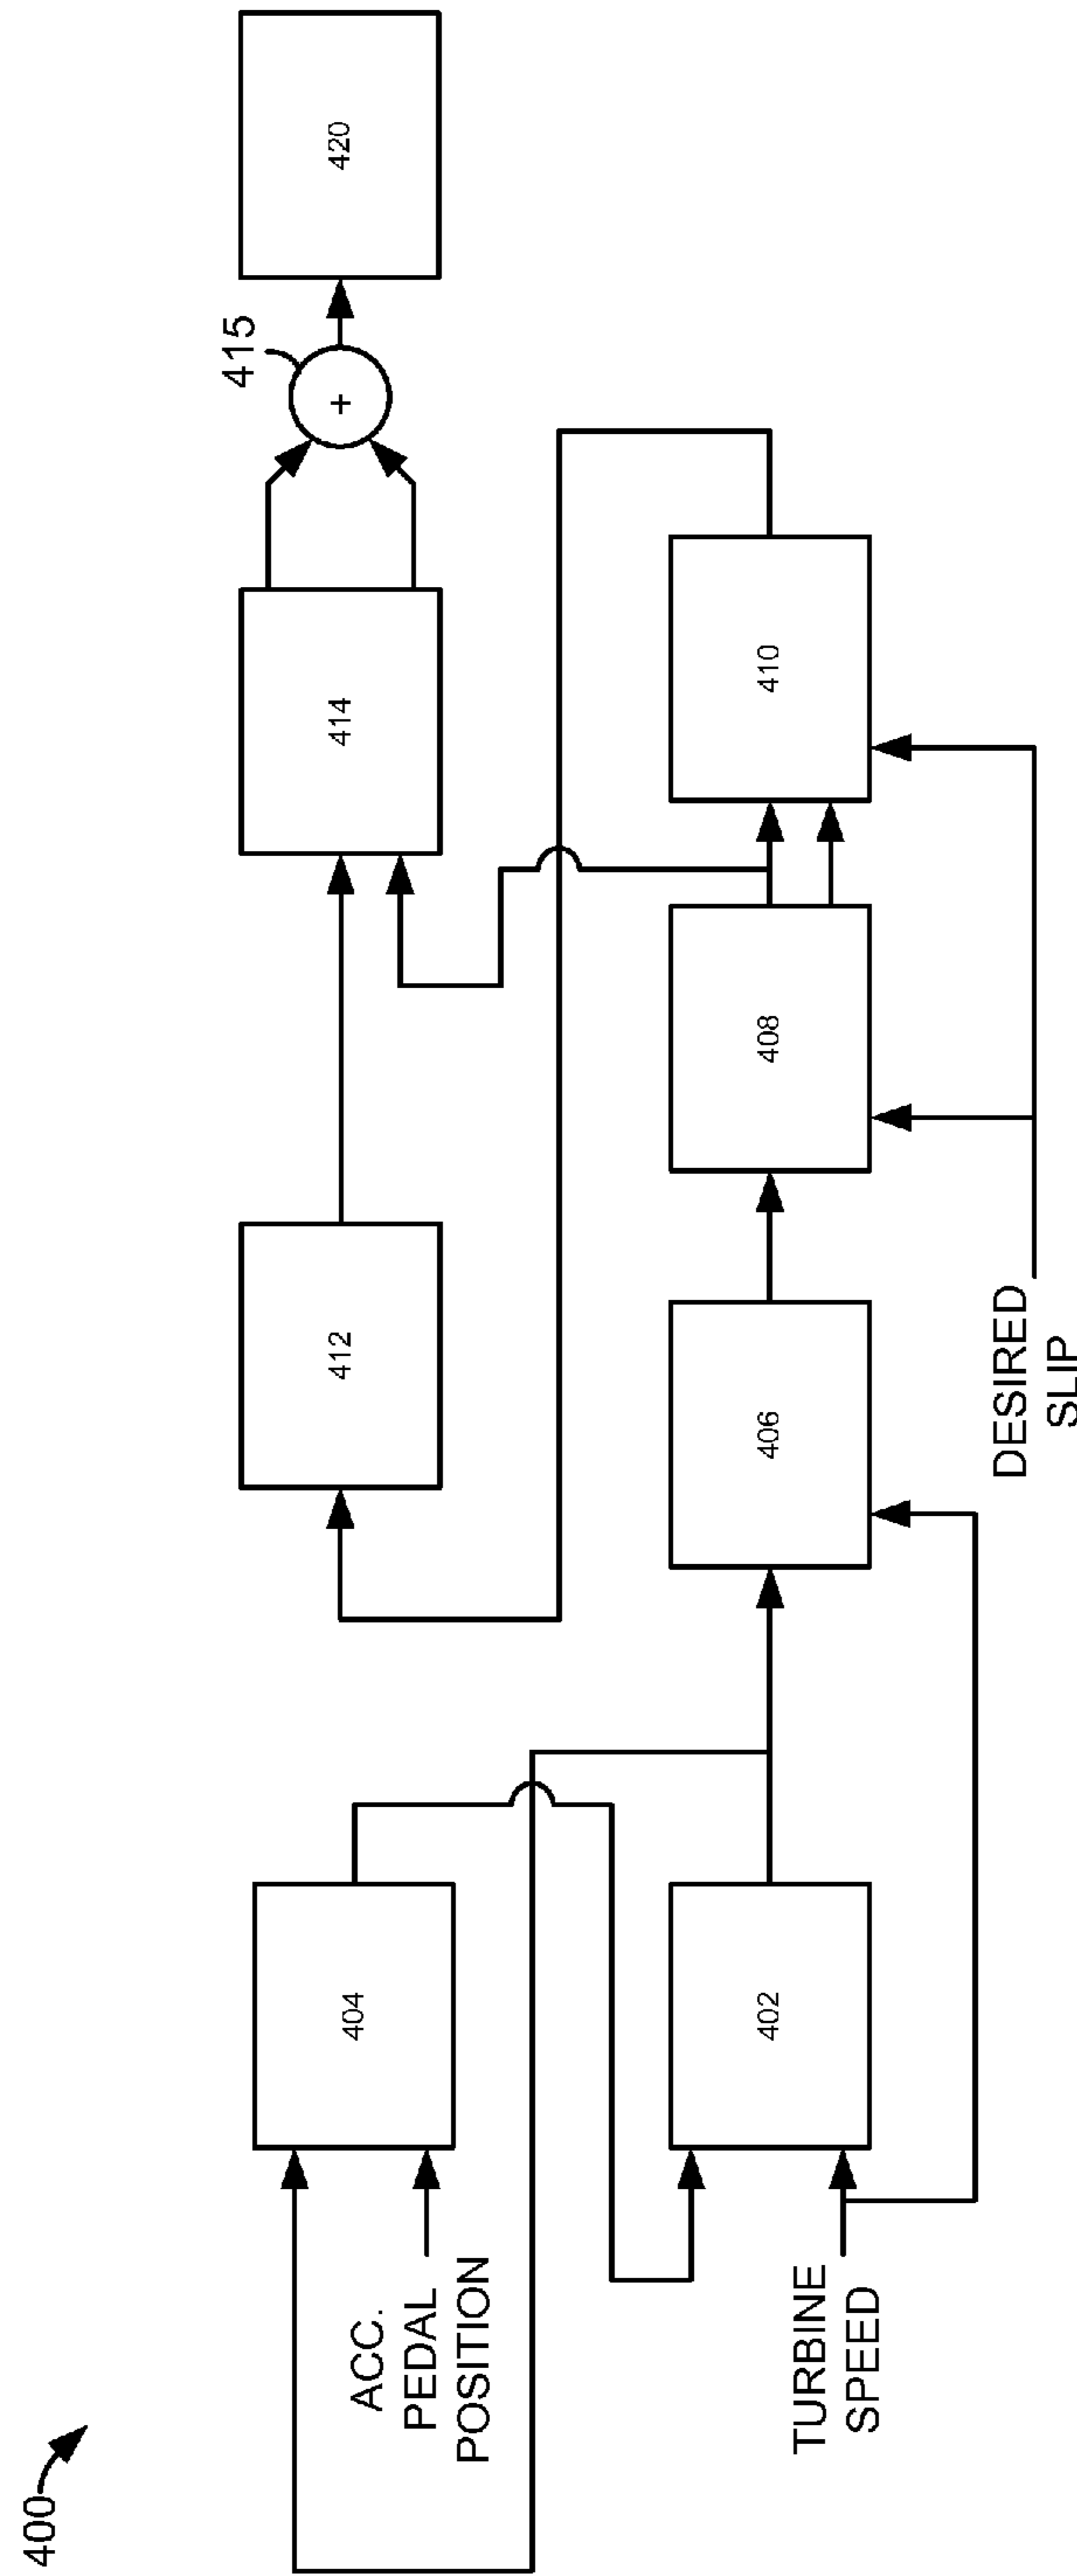 400
404
412
414
415
+
420
ACC.
PEDAL
POSITION
402
406
408
410
TURBINE
SPEED
DESIRED
SLIP